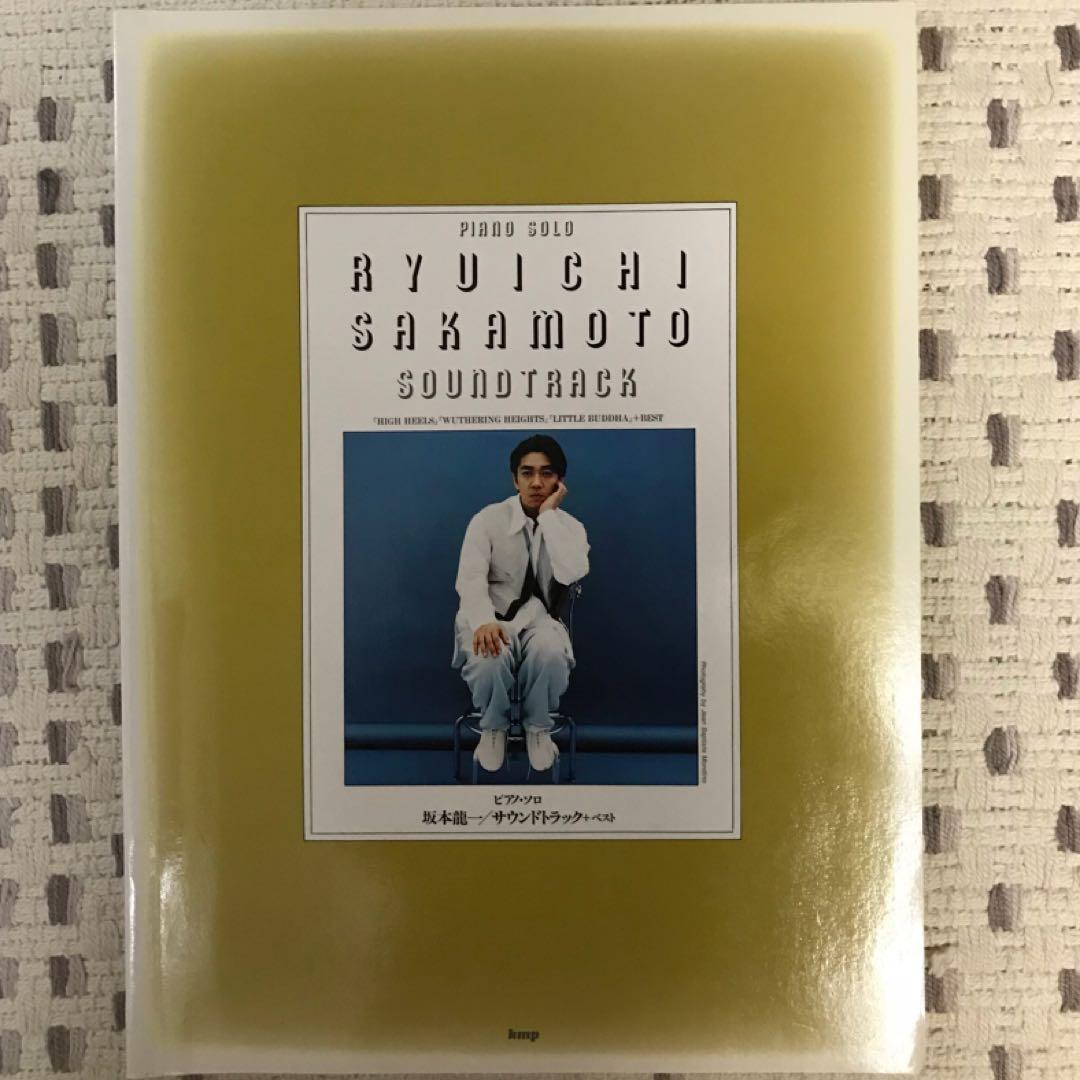 PIANO SOLO
RYUICHI
SAKAMOTO
SOUNDTRACK
「HIGH HEELS」「WUTHERING HEIGHTS」「LITTLE BUDDHA」+BEST
Photography by Jean Baptiste Mondino
ピアノ・ソロ
坂本龍一/サウンドトラック+ベスト
kmp